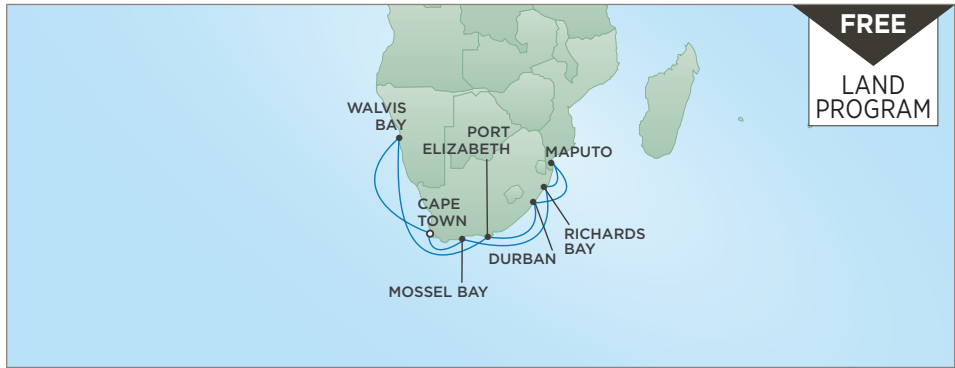 FREE
LAND
PROGRAM
WALVIS
BAY
PORT
ELIZABETH
MAPUTO
CAPE
TOWN
RICHARDS
BAY
DURBAN
MOSSEL BAY